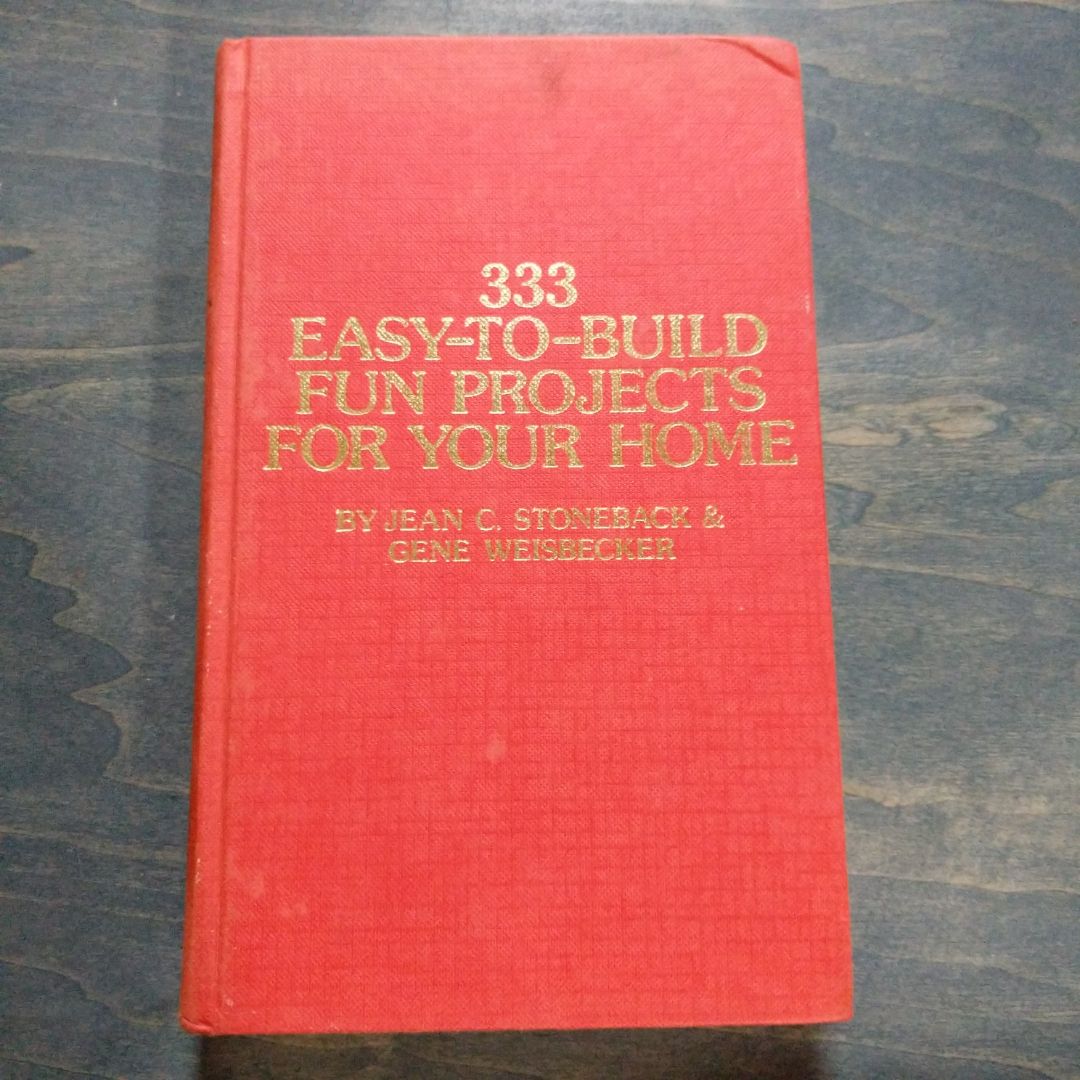 333
EASY-TO-BUILD
FUN PROJECTS
FOR YOUR HOME
BY JEAN C. STONEBACK &
GENE WEISBECKER